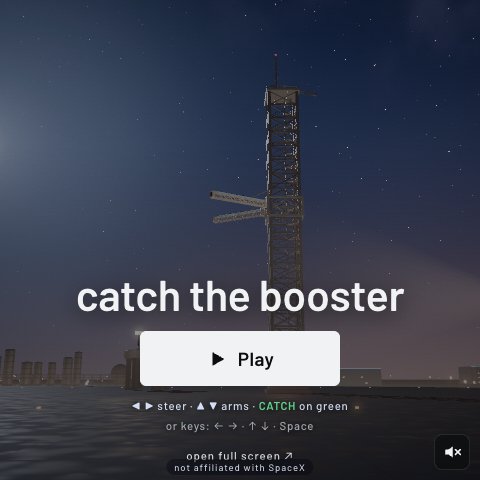 catch the booster
▶ Play
◀ ▶ steer · ▲ ▼ arms · CATCH on green
or keys: ← → · ↑ ↓ · Space
open full screen ↗
not affiliated with SpaceX